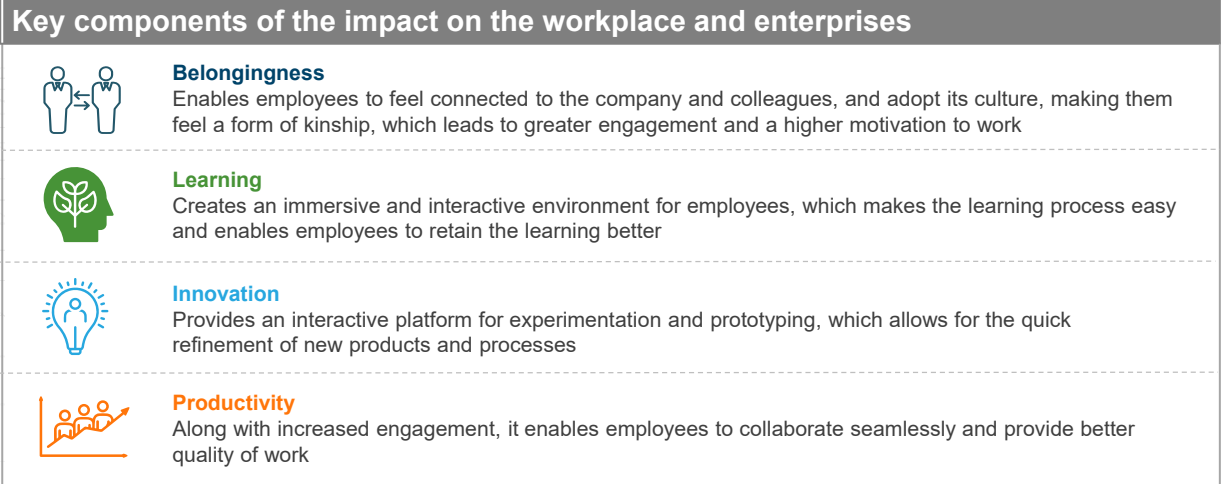 Key components of the impact on the workplace and enterprises
Belongingness
Enables employees to feel connected to the company and colleagues, and adopt its culture, making them
feel a form of kinship, which leads to greater engagement and a higher motivation to work
Learning
Creates an immersive and interactive environment for employees, which makes the learning process easy
and enables employees to retain the learning better
Innovation
Provides an interactive platform for experimentation and prototyping, which allows for the quick
refinement of new products and processes
Productivity
Along with increased engagement, it enables employees to collaborate seamlessly and provide better
quality of work